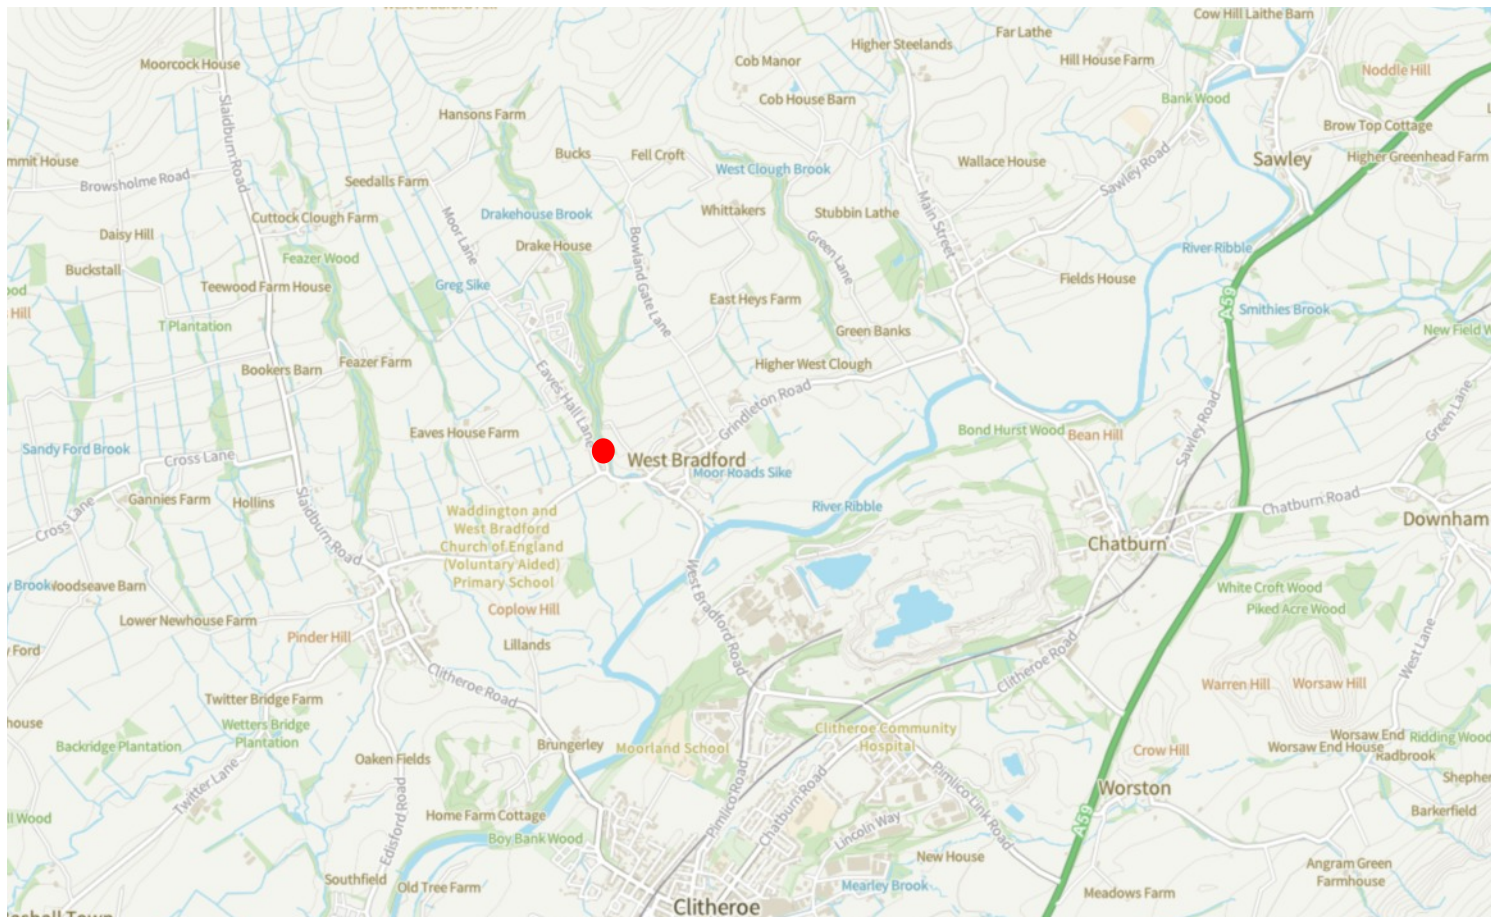 Cow Hill Laithe Barn
Far Lathe
Higher Steelands
Hill House Farm
Cob Manor
Moorcock House
Noddle Hill
Cob House Barn
Bank Wood
Hansons Farm
Brow Top Cottage
Slaidburn Road
Bucks
Fell Croft
Sawley
Higher Greenhead Farm
Wallace House
Sawley Road
West Clough Brook
Browsholme Road
Seedalls Farm
Main Street
Whittakers
Stubbin Lathe
Drakehouse Brook
Cuttock Clough Farm
Moor Lane
Daisy Hill
Drake House
Bowland Gate Lane
Green Lane
River Ribble
Feazer Wood
Buckstall
Fields House
Teewood Farm House
Greg Sike
East Heys Farm
A59
Smithies Brook
Hill
T Plantation
Green Banks
Feazer Farm
Higher West Clough
Bookers Barn
Eaves Hall Lane
Grindleton Road
Green Lane
Eaves House Farm
Bond Hurst Wood
Bean Hill
Sawley Road
Sandy Ford Brook
Cross Lane
West Bradford
Moor Roads Sike
Gannies Farm
Hollins
Chatburn Road
Cross Lane
Slaidburn Road
Waddington and
West Bradford
Church of England
(Voluntary Aided)
Primary School
River Ribble
Downham
Chatburn
White Croft Wood
Piked Acre Wood
Coplow Hill
Lower Newhouse Farm
Pinder Hill
Lillands
West Bradford Road
West Lane
Ford
Clitheroe Road
Clitheroe Road
Warren Hill
Worsaw Hill
Twitter Bridge Farm
Wetters Bridge
Plantation
Backridge Plantation
Brungerley
Moorland School
Clitheroe Community
Hospital
Crow Hill
Worsaw End
Worsaw End House
Radbrook
Ridding Wood
Oaken Fields
Twitter Lane
Pimlico Road
Chatburn Road
Pimlico Link Road
Worston
Barkerfield
Home Farm Cottage
Edisford Road
Boy Bank Wood
Lincoln Way
A59
New House
Angram Green
Farmhouse
Southfield
Old Tree Farm
Mearley Brook
Meadows Farm
Clitheroe